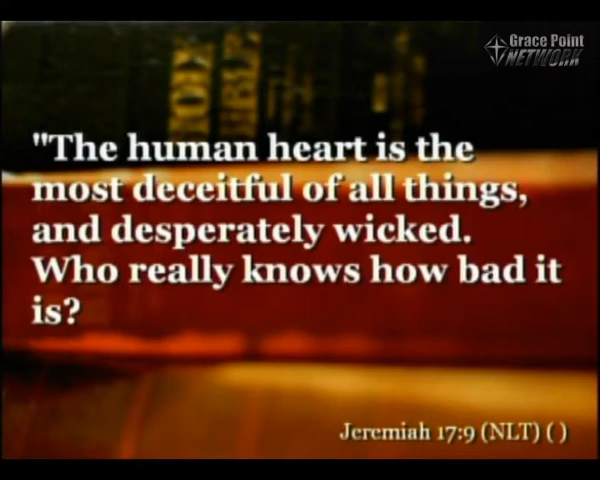 Grace Point
NETWORK
"The human heart is the
most deceitful of all things,
and desperately wicked.
Who really knows how bad it
is?
Jeremiah 17:9 (NLT) ( )